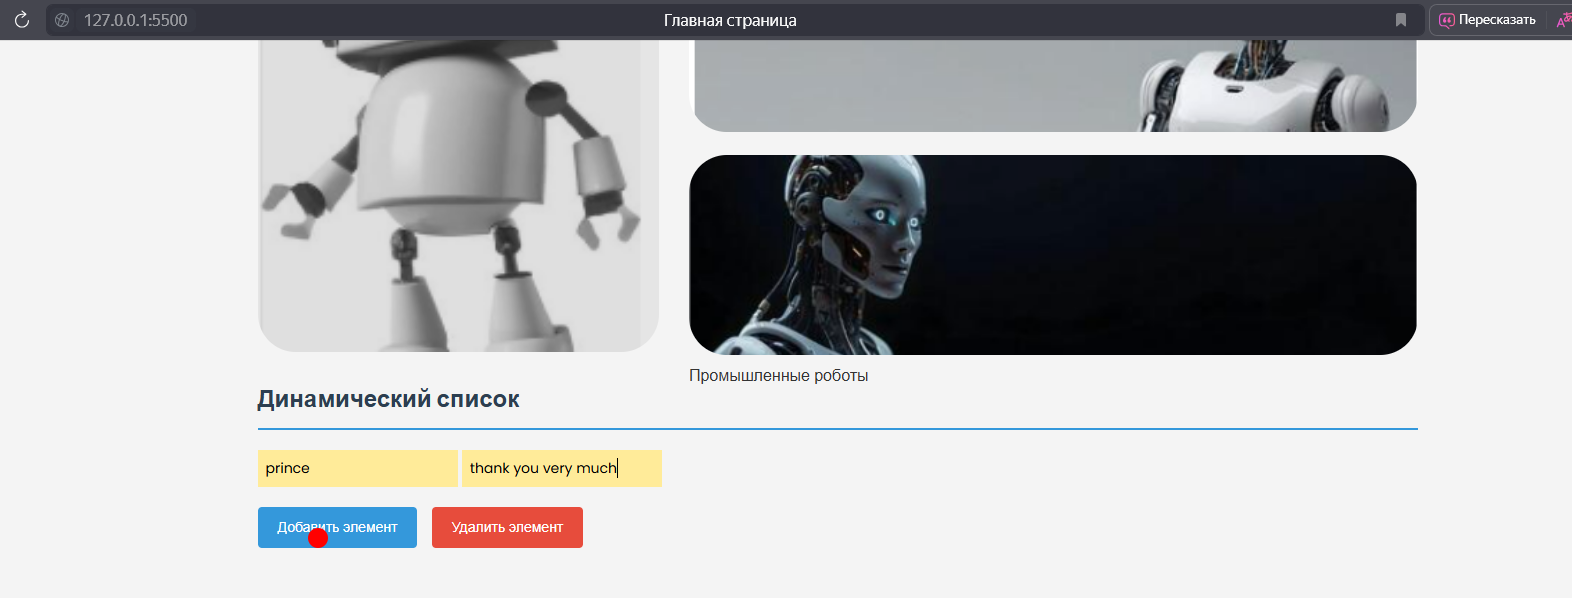 127.0.0.1:5500
Главная страница
Пересказать
Промышленные роботы
Динамический список
prince
thank you very much
Добавить элемент
Удалить элемент